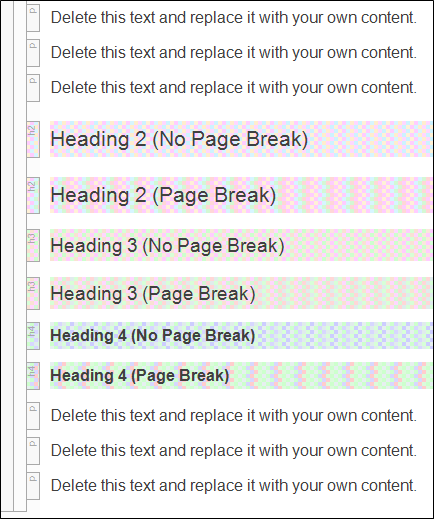 p Delete this text and replace it with your own content.
p Delete this text and replace it with your own content.
p Delete this text and replace it with your own content.
h2 Heading 2 (No Page Break)
h2 Heading 2 (Page Break)
h3 Heading 3 (No Page Break)
h3 Heading 3 (Page Break)
h4 Heading 4 (No Page Break)
h4 Heading 4 (Page Break)
p Delete this text and replace it with your own content.
p Delete this text and replace it with your own content.
p Delete this text and replace it with your own content.